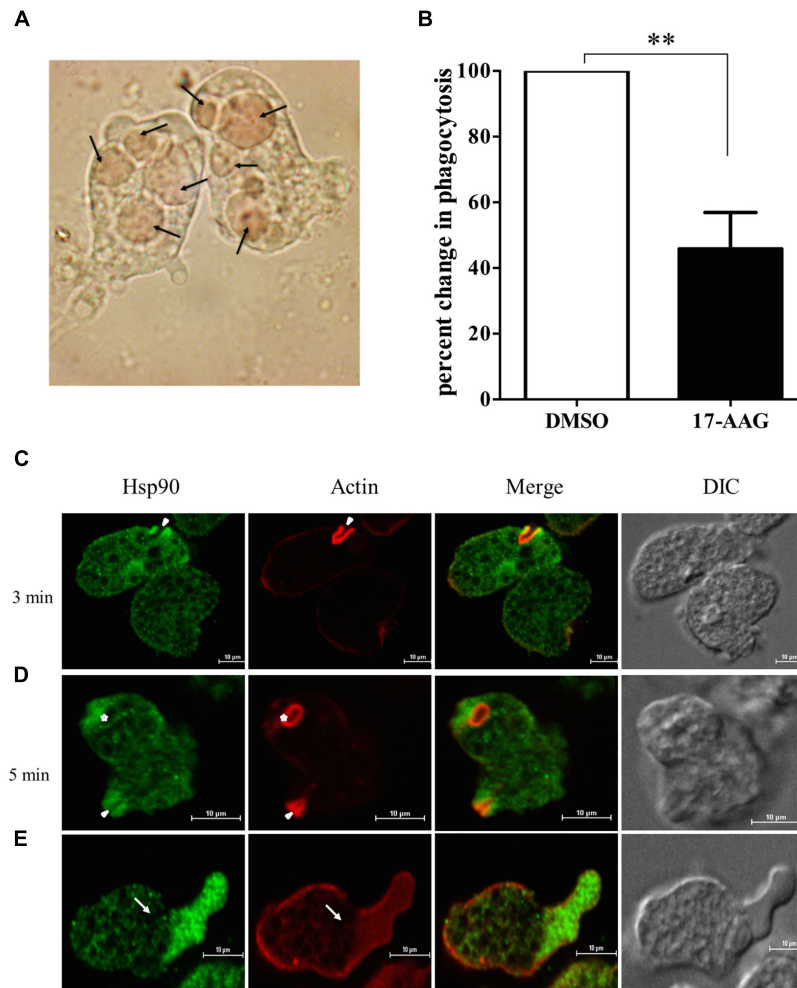 A
B
**
percent change in phagocytosis
100
80
60
40
20
0
DMSO
17-AAG
C
Hsp90
Actin
Merge
DIC
3 min
10 µm
10 µm
10 µm
10 µm
D
5 min
10 µm
10 µm
10 µm
10 µm
E
10 µm
10 µm
10 µm
10 µm